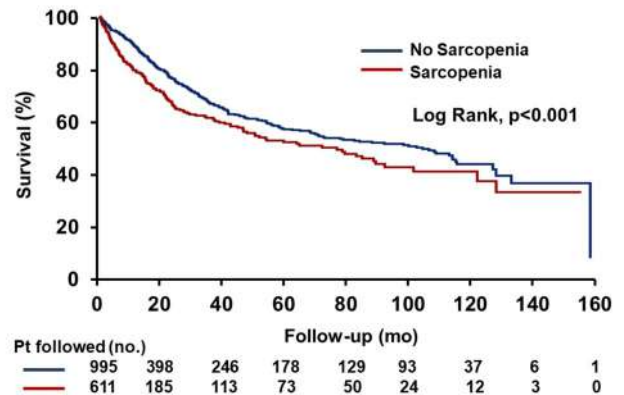 100
80
60
40
20
0
Survival (%)
No Sarcopenia
Sarcopenia
Log Rank, p<0.001
0 20 40 60 80 100 120 140 160
Follow-up (mo)
Pt followed (no.)
995 398 246 178 129 93 37 6 1
611 185 113 73 50 24 12 3 0